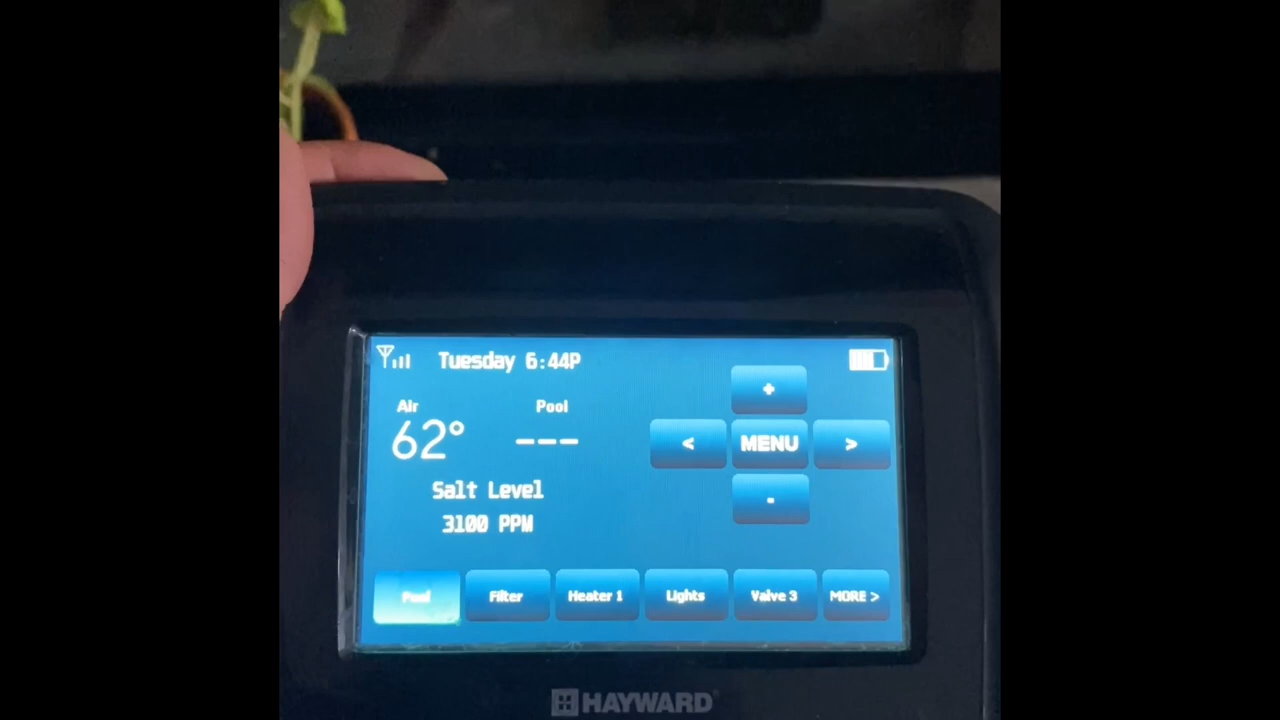 Tuesday 6:44P
Air Pool
62° ---
Salt Level
3100 PPM
+
< MENU >
-
Pool Filter Heater 1 Lights Valve 3 MORE >
HAYWARD®